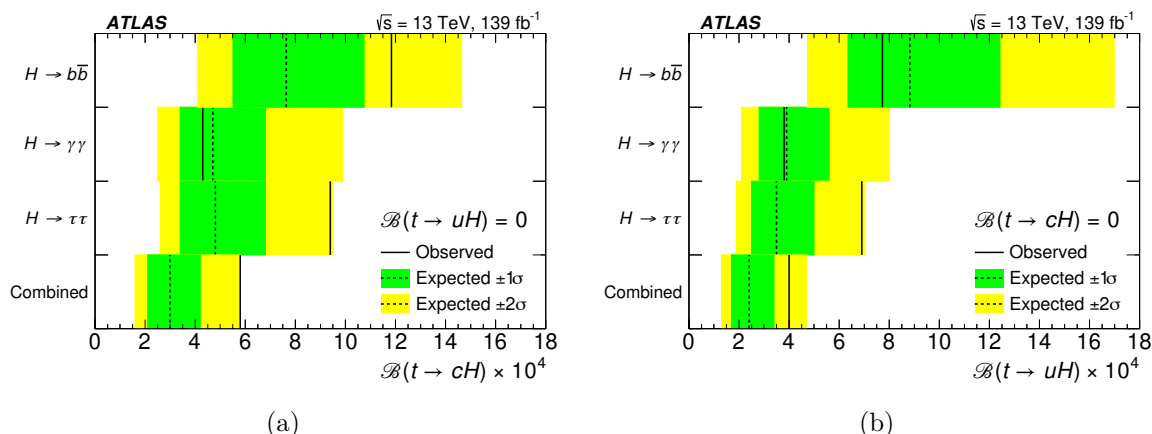 ATLAS √s = 13 TeV, 139 fb⁻¹
H → bb̅
H → γγ
H → ττ
Combined
ℬ(t → uH) = 0
Observed
Expected ±1σ
Expected ±2σ
0 2 4 6 8 10 12 14 16 18
ℬ(t → cH) × 10⁴
(a)
ATLAS √s = 13 TeV, 139 fb⁻¹
H → bb̅
H → γγ
H → ττ
Combined
ℬ(t → cH) = 0
Observed
Expected ±1σ
Expected ±2σ
0 2 4 6 8 10 12 14 16 18
ℬ(t → uH) × 10⁴
(b)